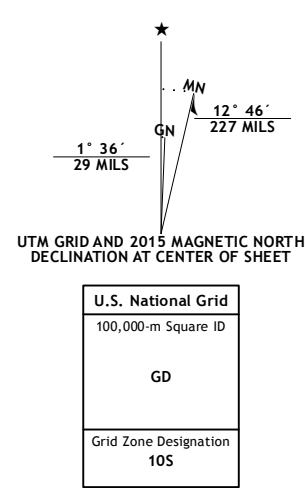 ★
MN
GN
12° 46´
227 MILS
1° 36´
29 MILS
UTM GRID AND 2015 MAGNETIC NORTH
DECLINATION AT CENTER OF SHEET
U.S. National Grid
100,000-m Square ID
GD
Grid Zone Designation
10S